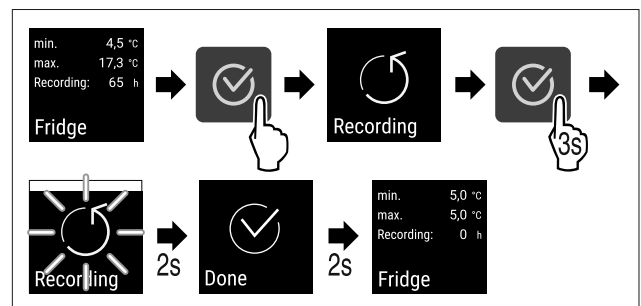 min. 4,5 °C
max. 17,3 °C
Recording: 65 h
Fridge
Recording
3s
Recording
2s
Done
2s
min. 5,0 °C
max. 5,0 °C
Recording: 0 h
Fridge